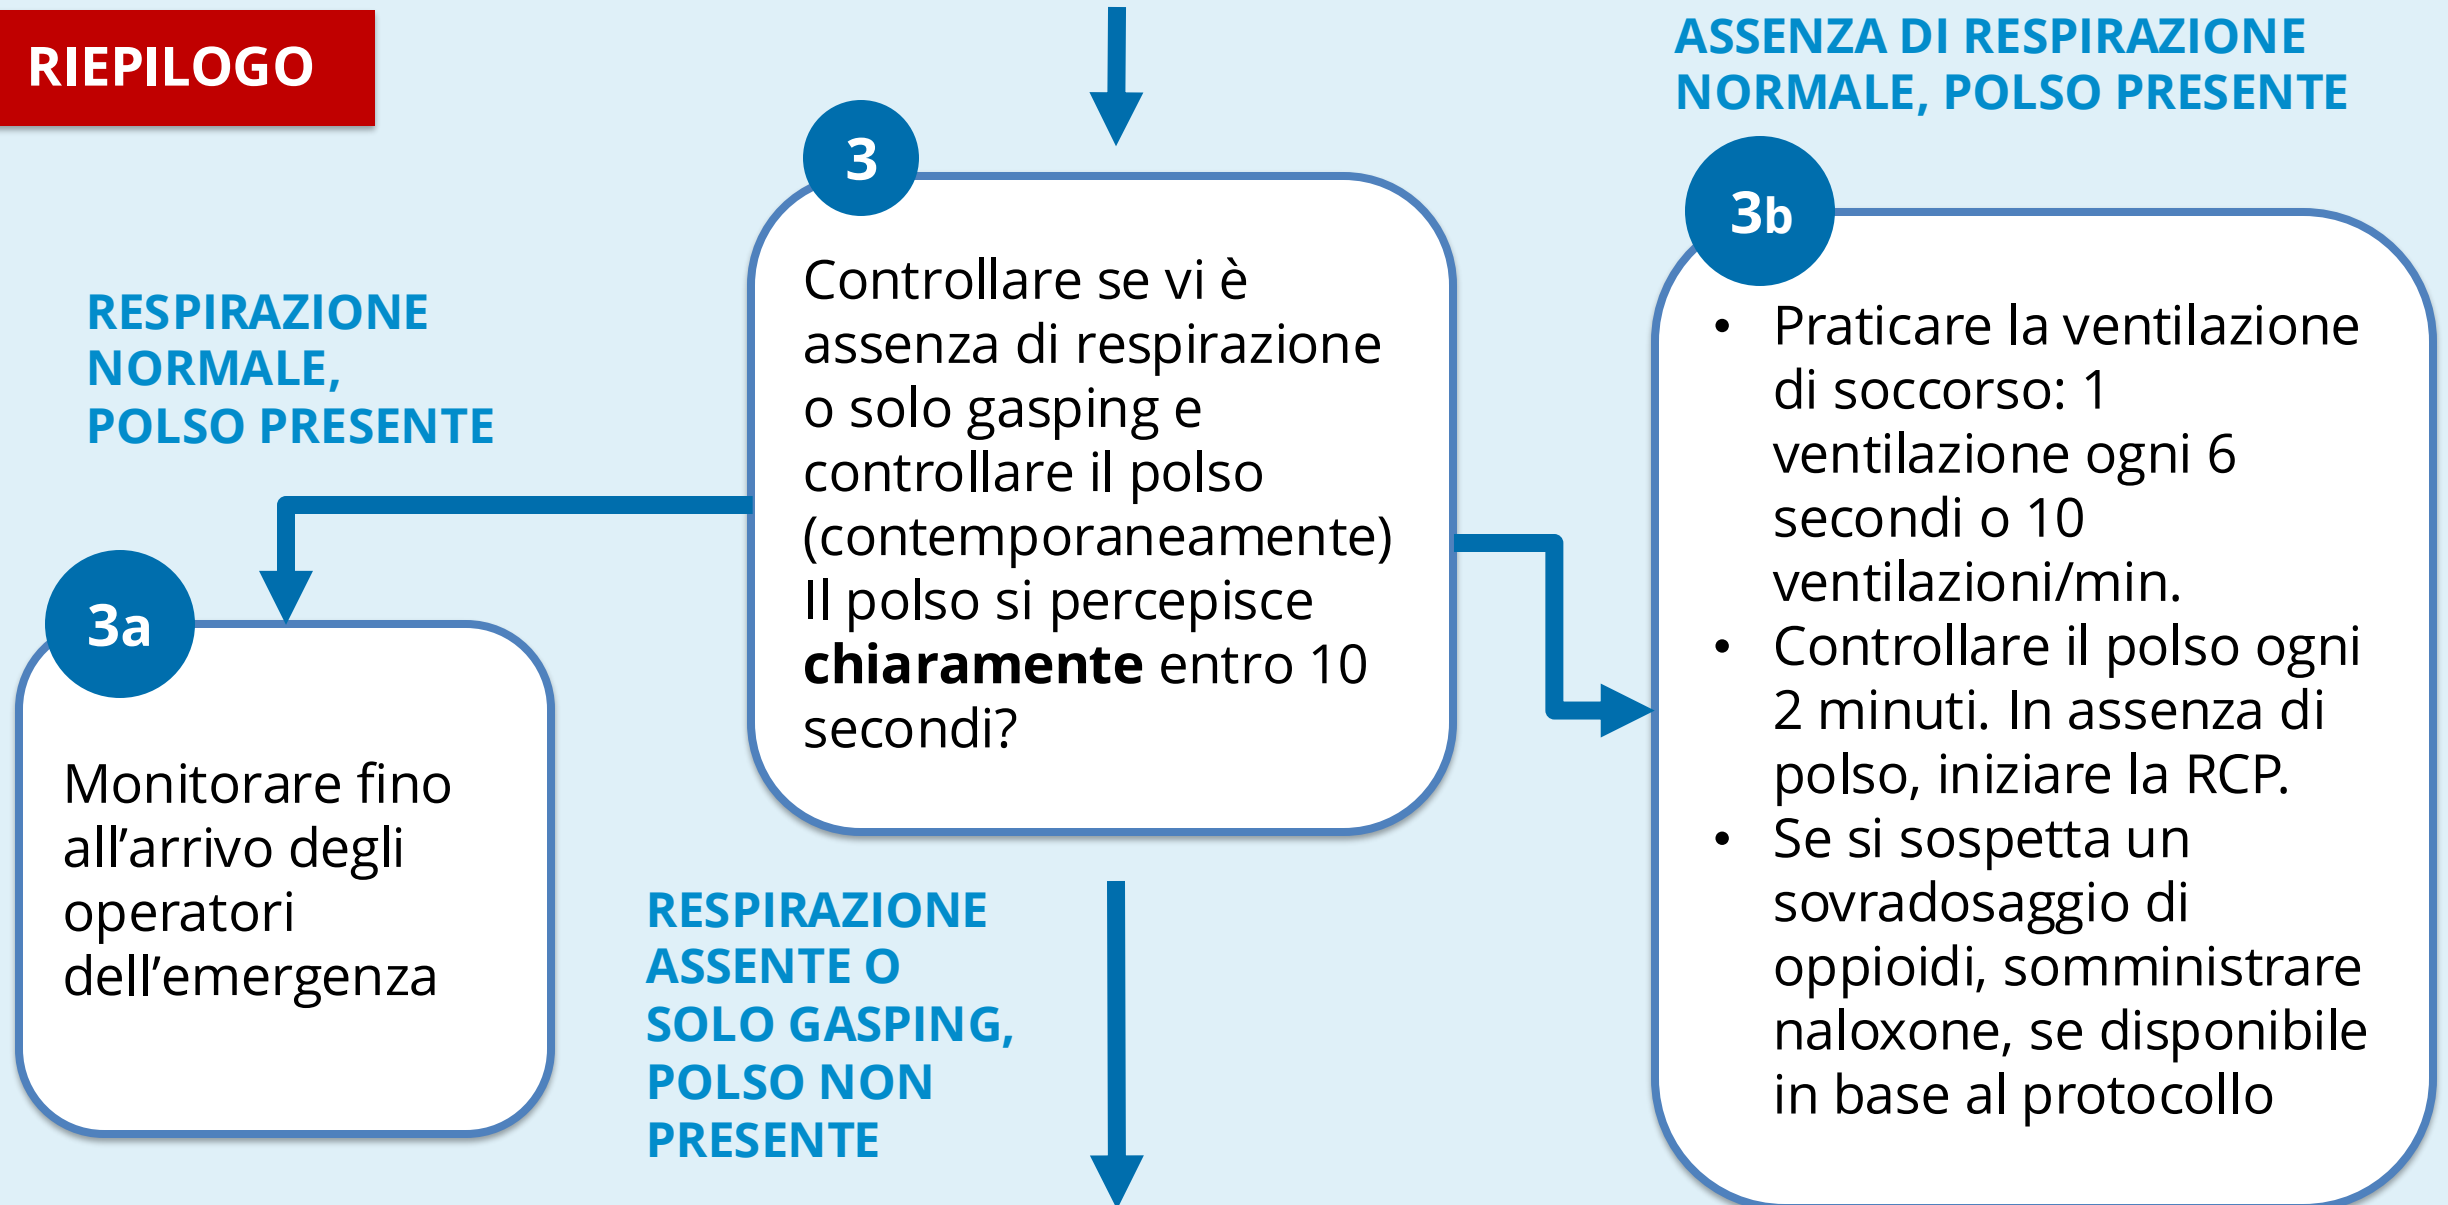 RIEPILOGO
3
Controllare se vi è
assenza di respirazione
o solo gasping e
controllare il polso
(contemporaneamente)
Il polso si percepisce
chiaramente entro 10
secondi?
RESPIRAZIONE
NORMALE,
POLSO PRESENTE
3a
Monitorare fino
all’arrivo degli
operatori
dell’emergenza
RESPIRAZIONE
ASSENTE O
SOLO GASPING,
POLSO NON
PRESENTE
ASSENZA DI RESPIRAZIONE
NORMALE, POLSO PRESENTE
3b
• Praticare la ventilazione
di soccorso: 1
ventilazione ogni 6
secondi o 10
ventilazioni/min.
• Controllare il polso ogni
2 minuti. In assenza di
polso, iniziare la RCP.
• Se si sospetta un
sovradosaggio di
oppioidi, somministrare
naloxone, se disponibile
in base al protocollo